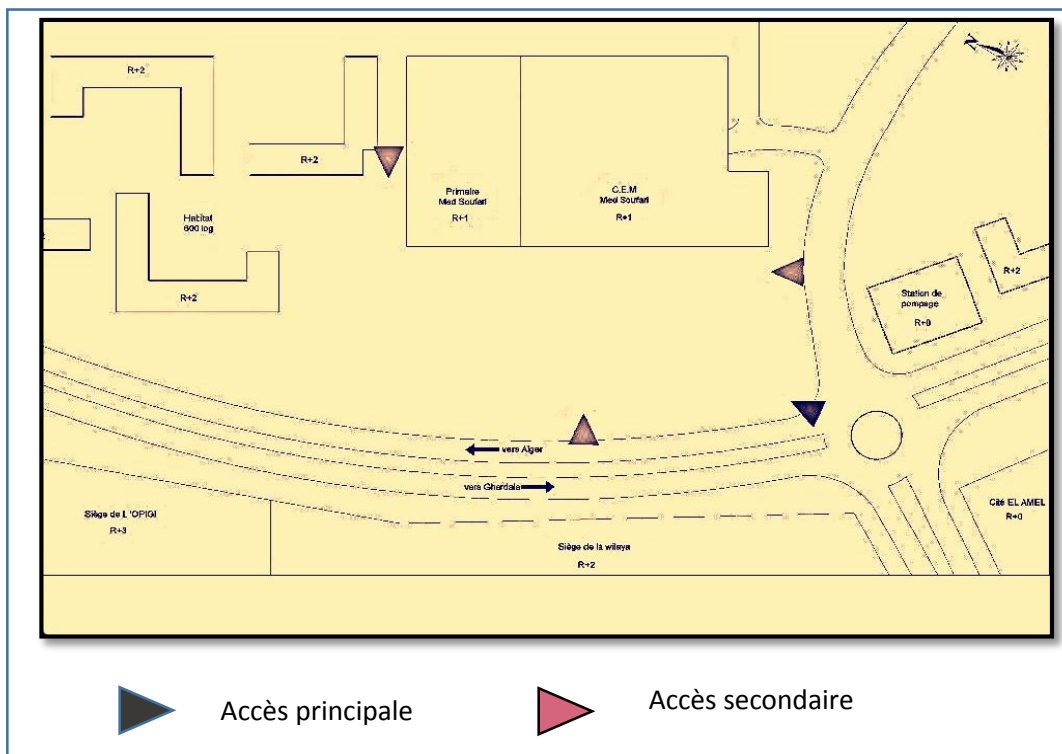 N
R+2
R+2
Primaire
Med Soufari
R+1
C.E.M
Med Soufari
R+1
Habitat
600 log
R+2
R+2
Station de
pompage
R+0
vers Alger
vers Ghardaia
Siège de L'OPIGI
R+3
Siège de la wilaya
R+2
Cité EL AMEL
R+0
Accès principale
Accès secondaire